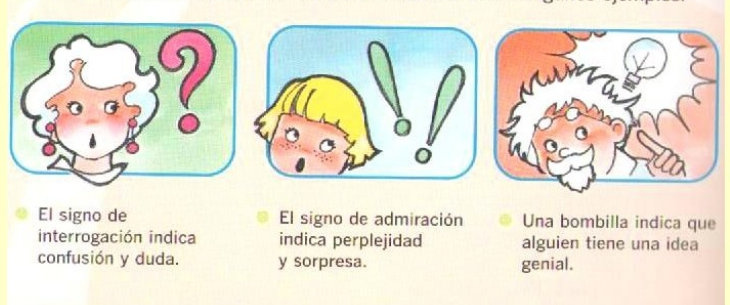 El signo de
interrogación indica
confusión y duda.
El signo de admiración
indica perplejidad
y sorpresa.
Una bombilla indica que
alguien tiene una idea
genial.